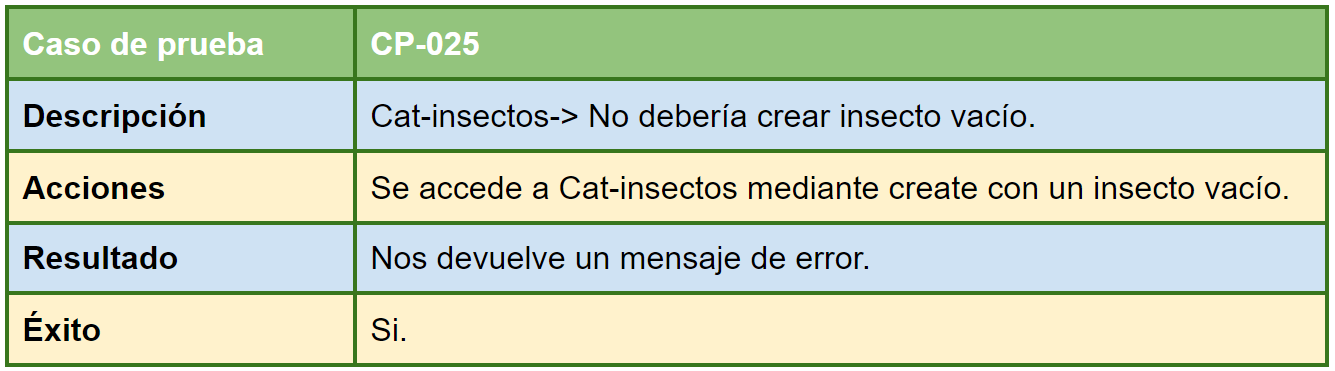 Caso de prueba CP-025
Descripción Cat-insectos-> No debería crear insecto vacío.
Acciones Se accede a Cat-insectos mediante create con un insecto vacío.
Resultado Nos devuelve un mensaje de error.
Éxito Si.